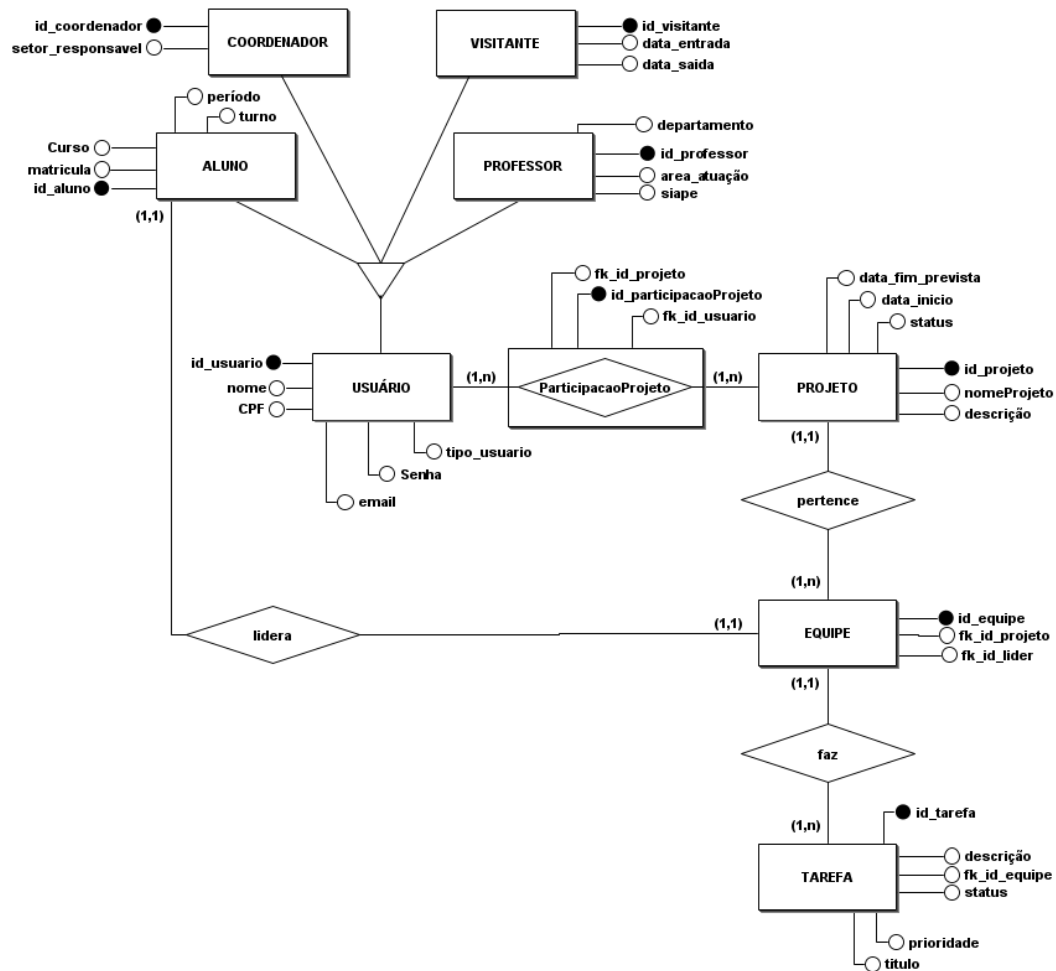 id_coordenador
setor_responsavel
COORDENADOR
VISITANTE
id_visitante
data_entrada
data_saida
período
turno
Curso
matricula
id_aluno
ALUNO
(1,1)
PROFESSOR
departamento
id_professor
area_atuação
siape
fk_id_projeto
id_participacaoProjeto
fk_id_usuario
data_fim_prevista
data_inicio
status
id_usuario
nome
CPF
USUÁRIO
(1,n)
ParticipacaoProjeto
(1,n)
PROJETO
id_projeto
nomeProjeto
descrição
tipo_usuario
Senha
email
(1,1)
pertence
(1,n)
lidera
(1,1)
EQUIPE
id_equipe
fk_id_projeto
fk_id_lider
(1,1)
faz
(1,n)
id_tarefa
TAREFA
descrição
fk_id_equipe
status
prioridade
titulo